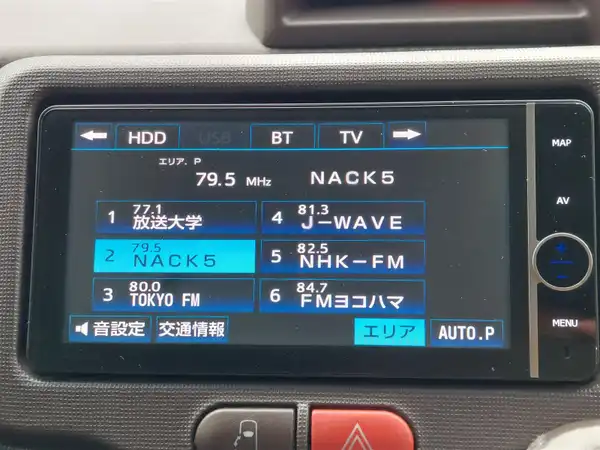 HDD USB BT TV
エリア. P
79.5 MHz NACK5
1 77.1 放送大学
4 81.3 J-WAVE
2 79.5 NACK5
5 82.5 NHK-FM
3 80.0 TOKYO FM
6 84.7 FMヨコハマ
音設定 交通情報 エリア AUTO.P
MAP
AV
+
-
MENU